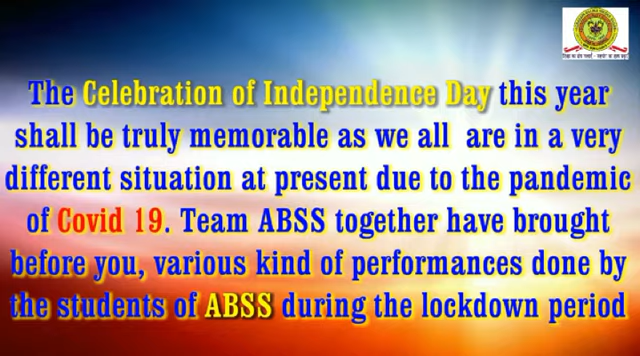 The Celebration of Independence Day this year
shall be truly memorable as we all are in a very
different situation at present due to the pandemic
of Covid 19. Team ABSS together have brought
before you, various kind of performances done by
the students of ABSS during the lockdown period